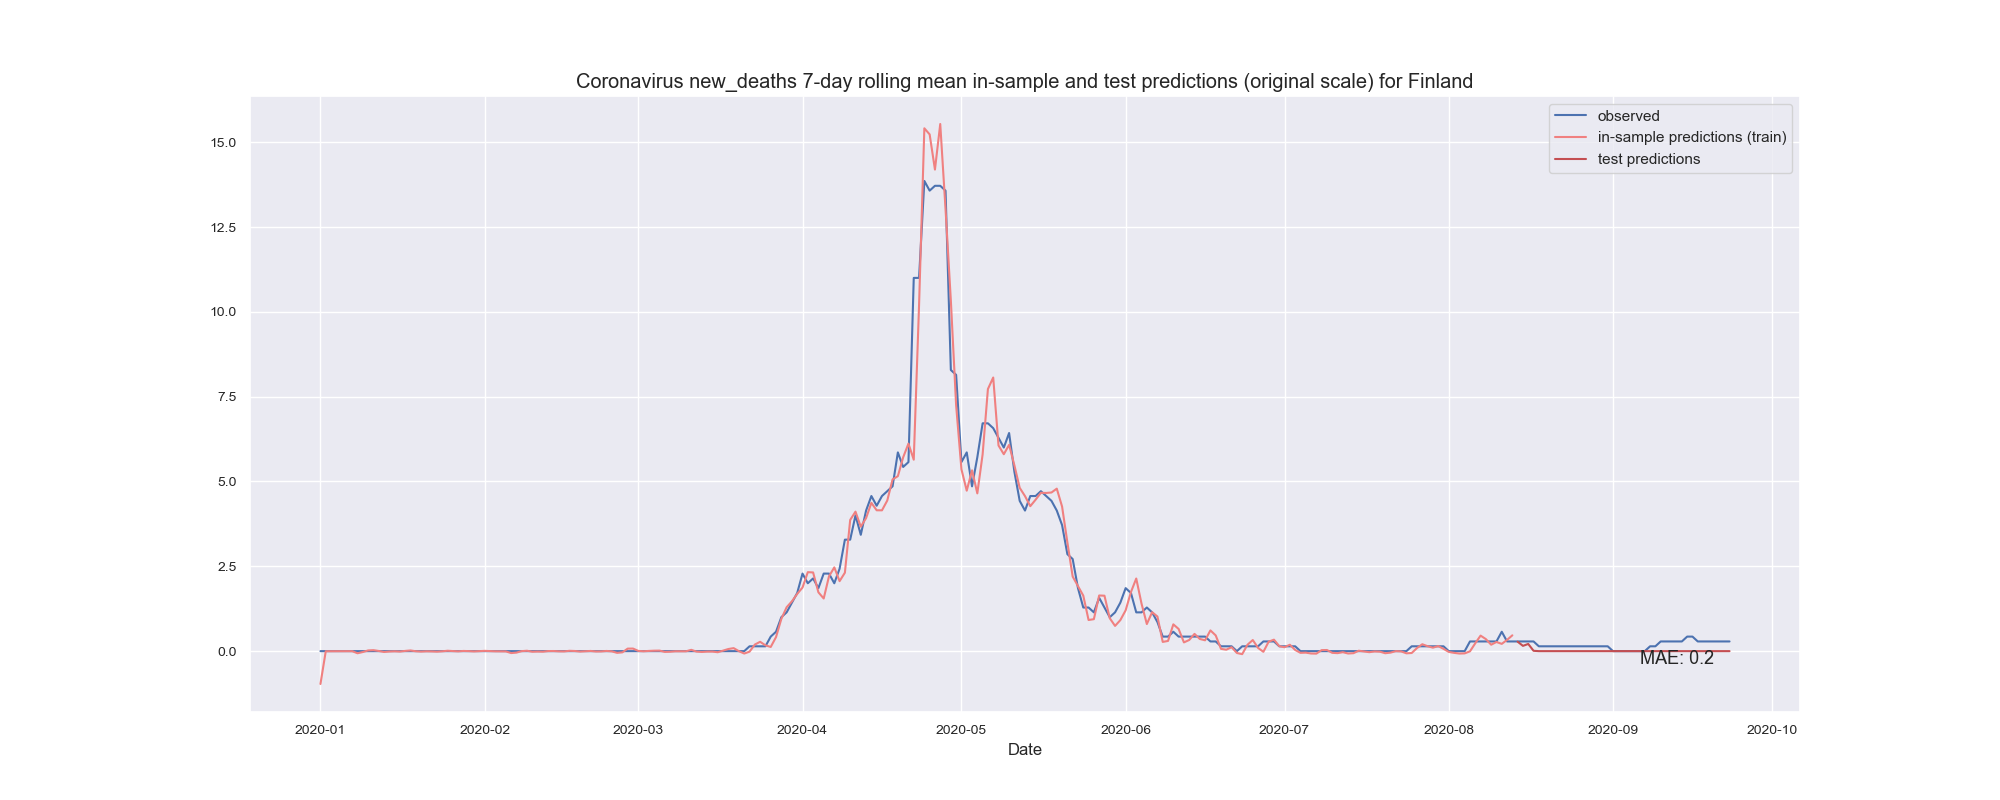 Coronavirus new_deaths 7-day rolling mean in-sample and test predictions (original scale) for Finland
observed
in-sample predictions (train)
test predictions
15.0
12.5
10.0
7.5
5.0
2.5
0.0
MAE: 0.2
2020-01 2020-02 2020-03 2020-04 2020-05 2020-06 2020-07 2020-08 2020-09 2020-10
Date